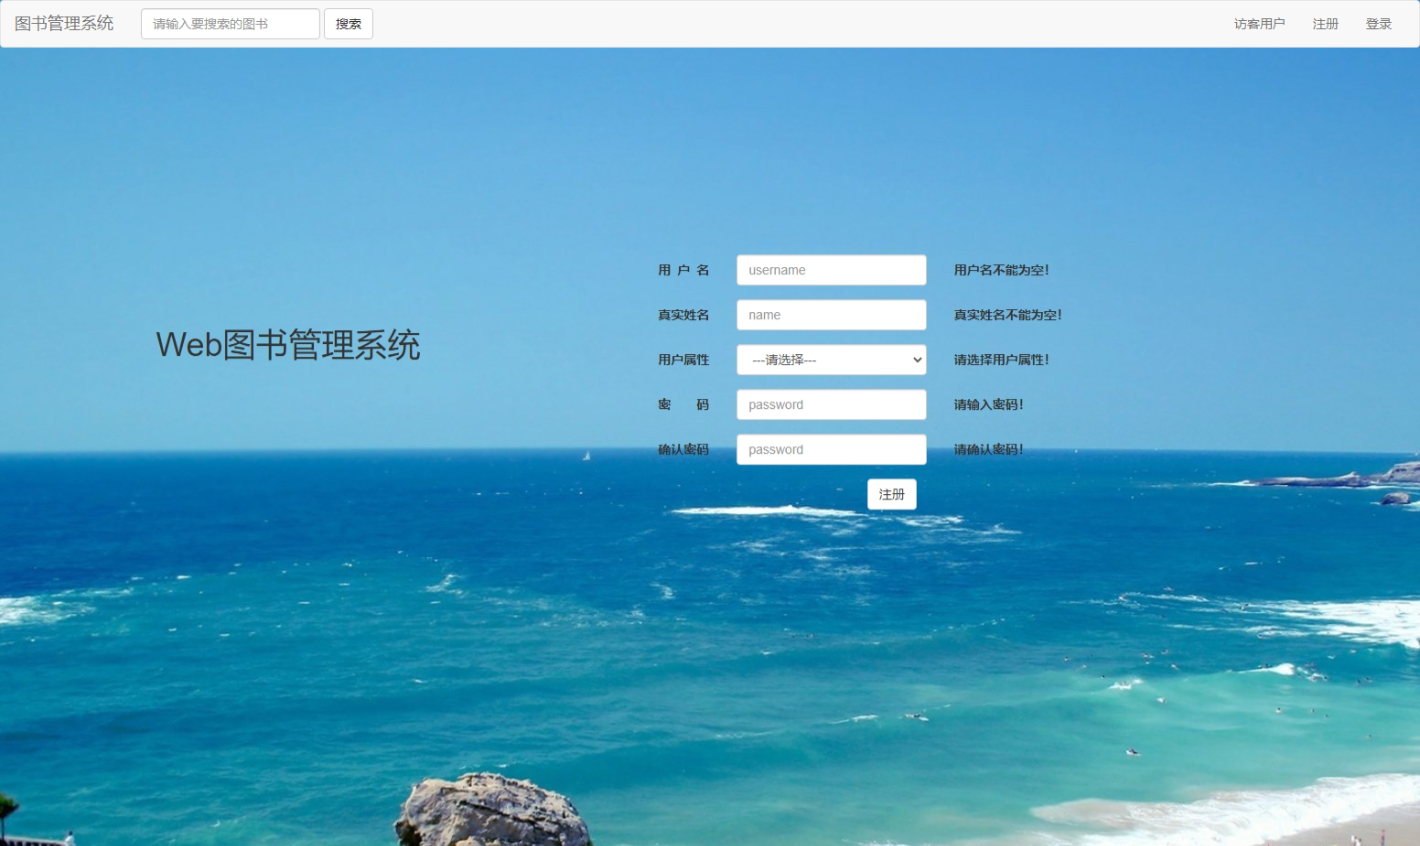 图书管理系统 请输入要搜索的图书 搜索 访客用户 注册 登录
用 户 名 username 用户名不能为空！
真实姓名 name 真实姓名不能为空！
Web图书管理系统
用户属性 ---请选择--- 请选择用户属性！
密 码 password 请输入密码！
确认密码 password 请确认密码！
注册